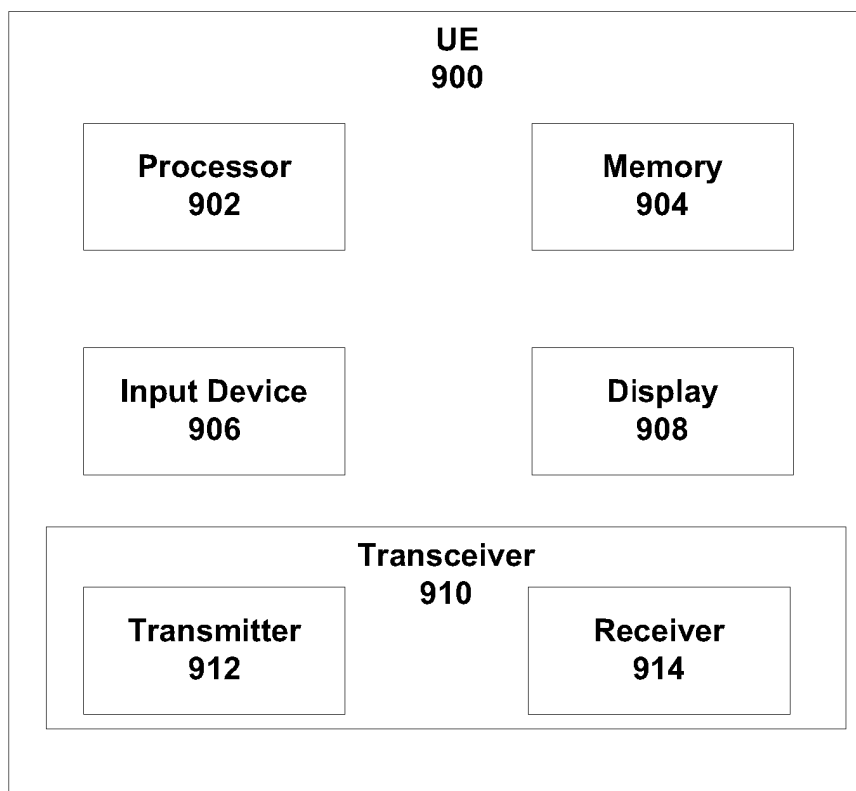 UE
900
Processor
902
Memory
904
Input Device
906
Display
908
Transceiver
910
Transmitter
912
Receiver
914